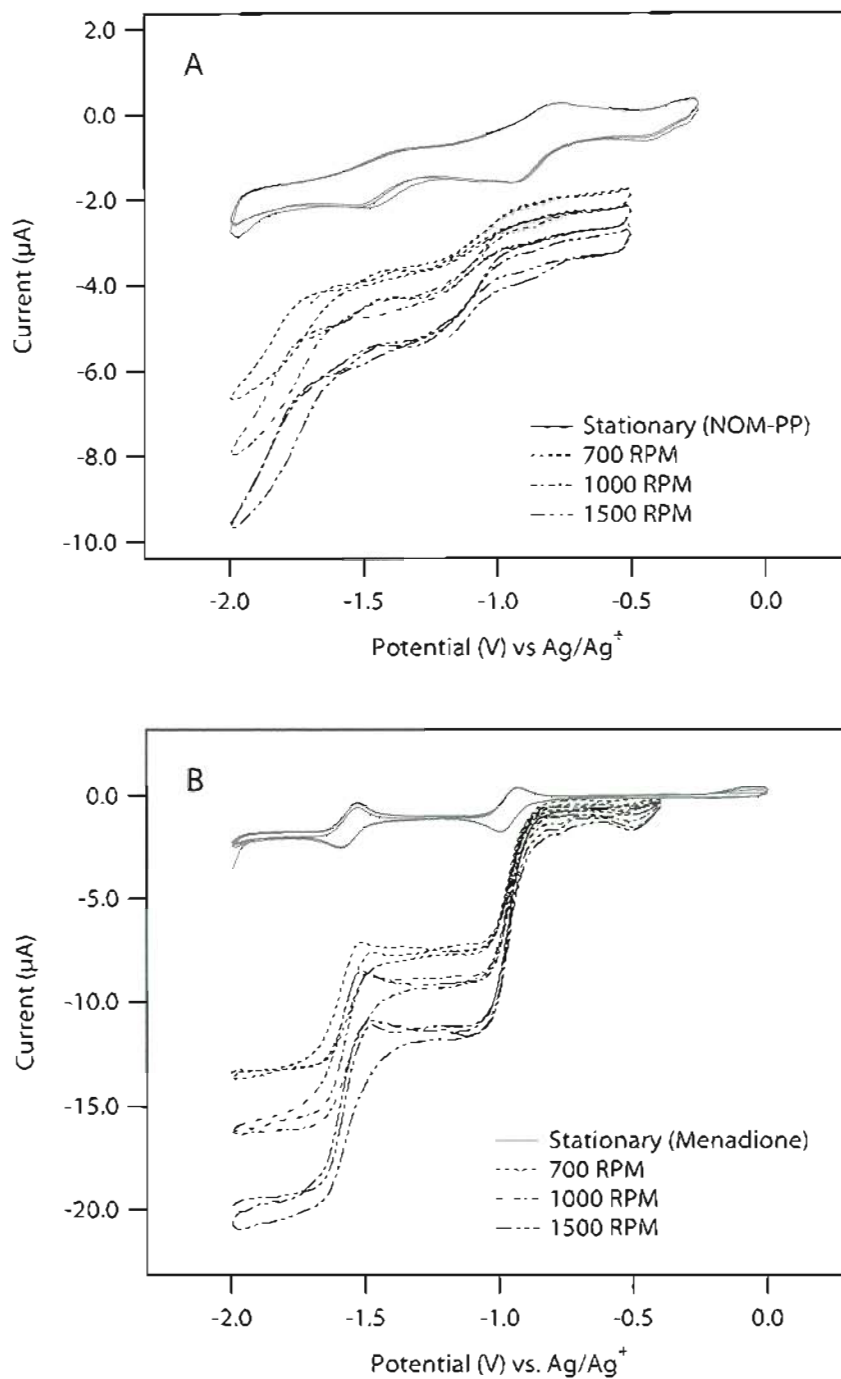 A
2.0
0.0
-2.0
-4.0
-6.0
-8.0
-10.0
Current (µA)
Stationary (NOM-PP)
700 RPM
1000 RPM
1500 RPM
-2.0 -1.5 -1.0 -0.5 0.0
Potential (V) vs Ag/Ag+
B
0.0
-5.0
-10.0
-15.0
-20.0
Current (µA)
Stationary (Menadione)
700 RPM
1000 RPM
1500 RPM
-2.0 -1.5 -1.0 -0.5 0.0
Potential (V) vs. Ag/Ag+